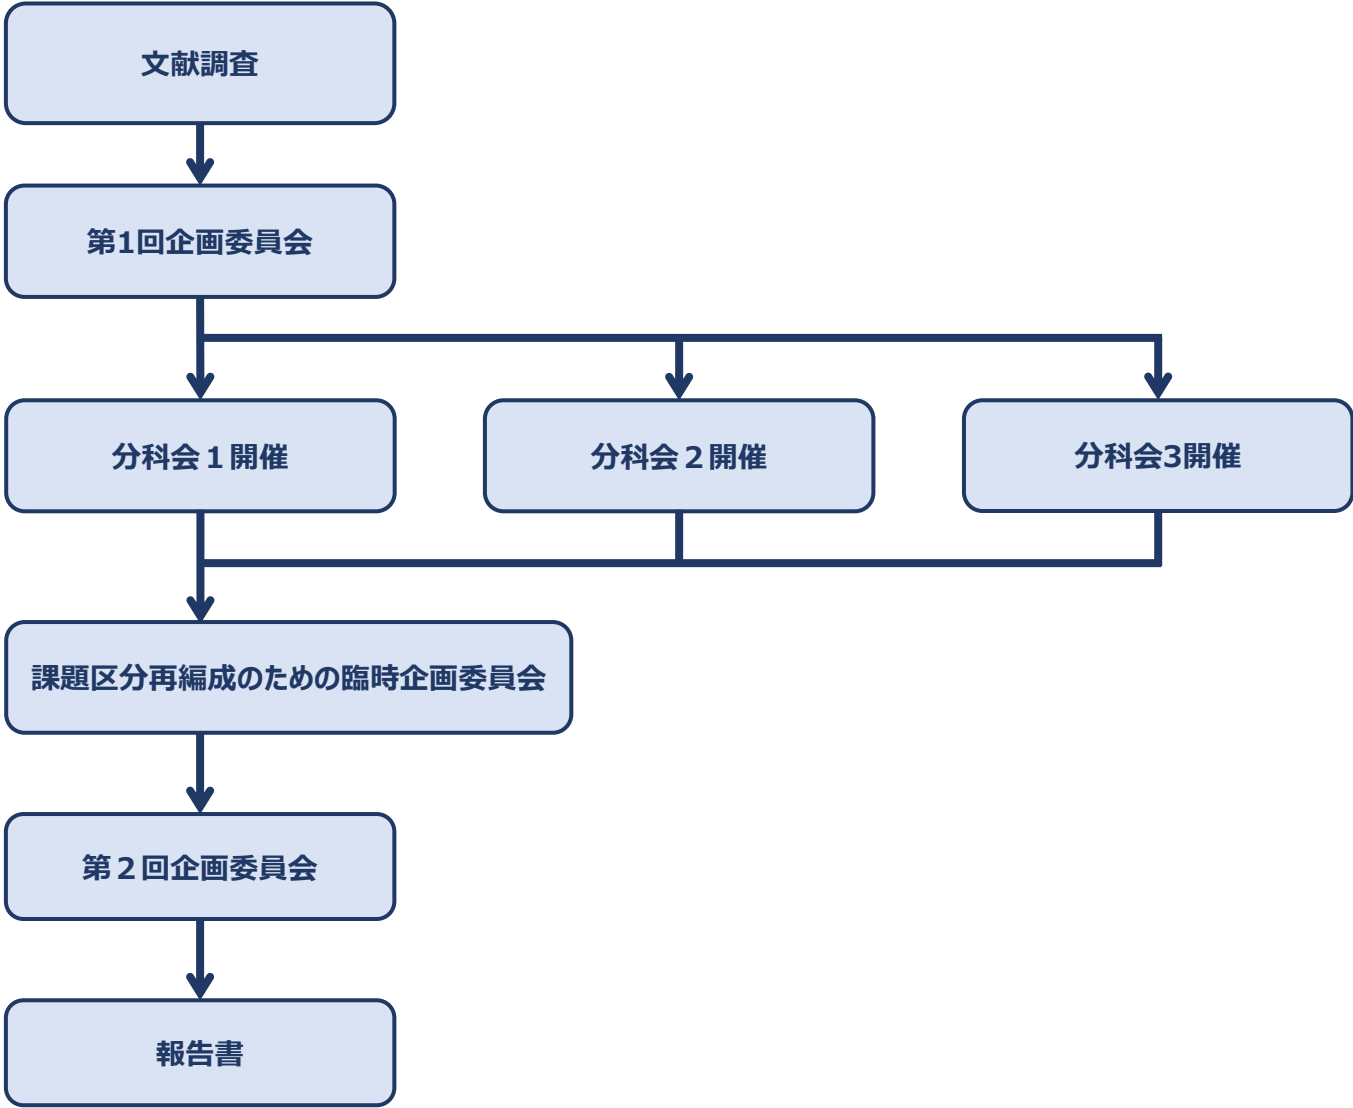 文献調査
第1回企画委員会
分科会１開催
分科会２開催
分科会3開催
課題区分再編成のための臨時企画委員会
第２回企画委員会
報告書